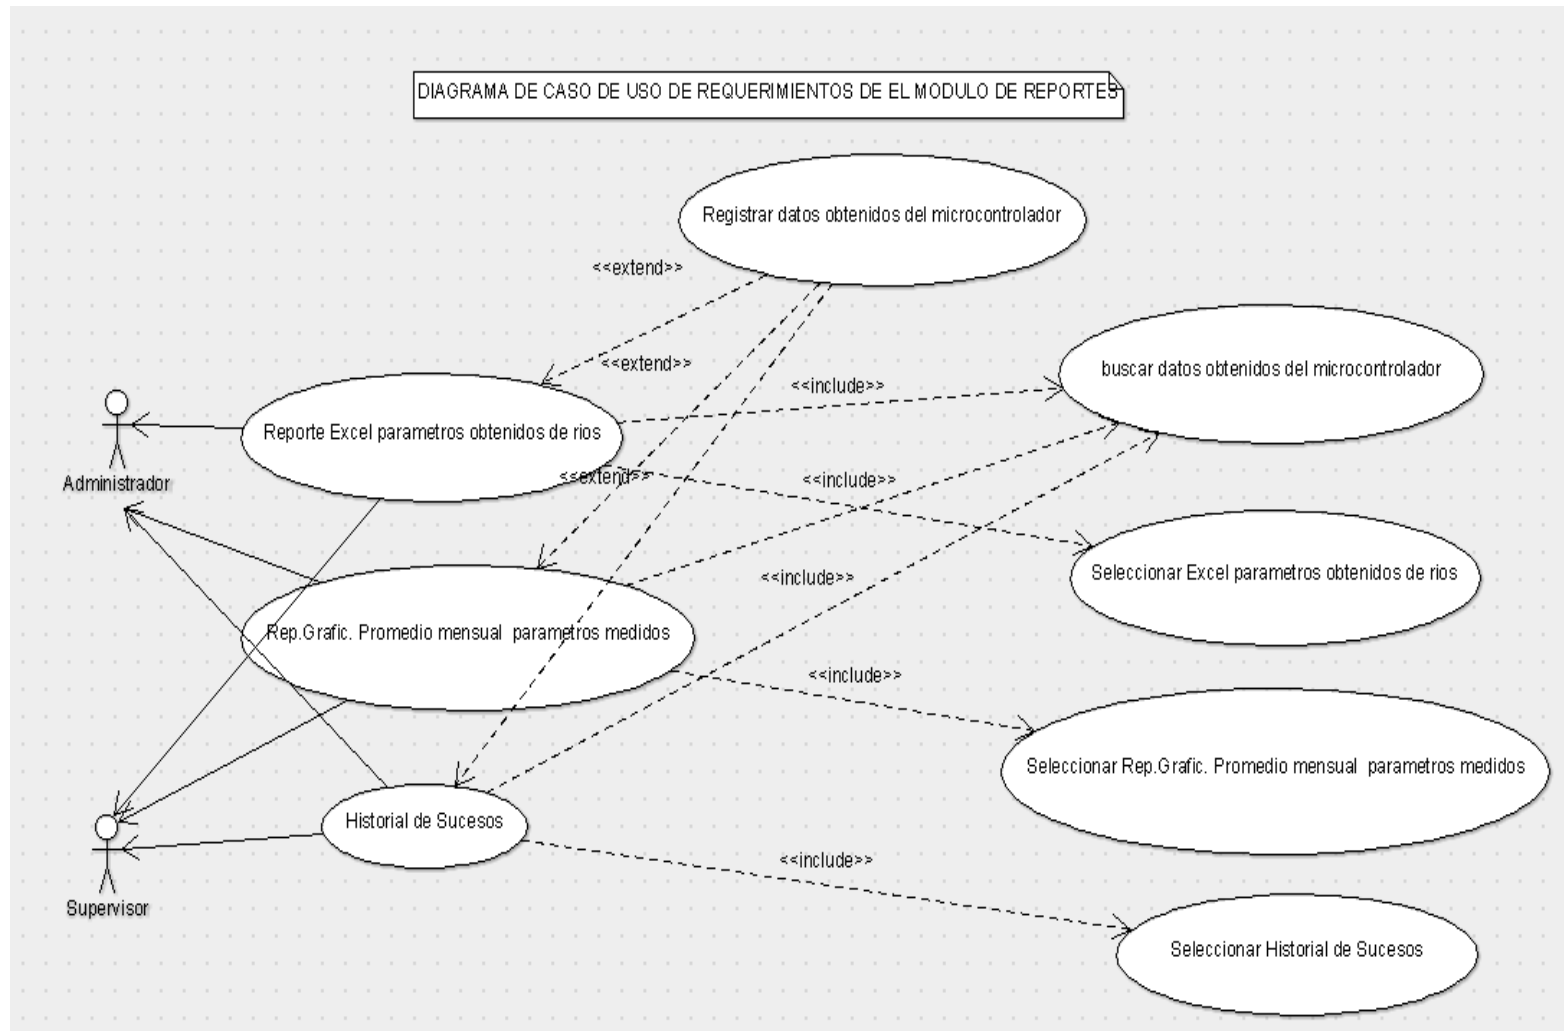 DIAGRAMA DE CASO DE USO DE REQUERIMIENTOS DE EL MODULO DE REPORTES
Registrar datos obtenidos del microcontrolador
<<extend>>
<<extend>>
buscar datos obtenidos del microcontrolador
<<include>>
Reporte Excel parametros obtenidos de rios
Administrador
<<extend>>
<<include>>
Seleccionar Excel parametros obtenidos de rios
<<include>>
Rep.Grafic. Promedio mensual parametros medidos
<<include>>
Seleccionar Rep.Grafic. Promedio mensual parametros medidos
Historial de Sucesos
<<include>>
Supervisor
Seleccionar Historial de Sucesos